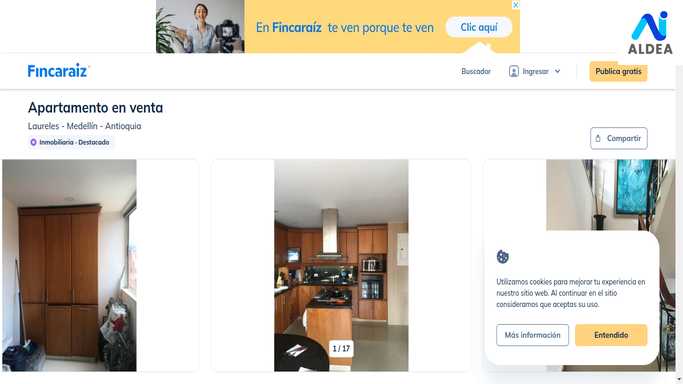 En Fincaraíz te ven porque te ven
Clic aquí
ALDEA
Fincaraiz
Buscador
Ingresar
Publica gratis
Apartamento en venta
Laureles - Medellín - Antioquia
Inmobiliaria · Destacado
Compartir
1 / 17
Utilizamos cookies para mejorar tu experiencia en
nuestro sitio web. Al continuar en el sitio
consideramos que aceptas su uso.
Más información
Entendido